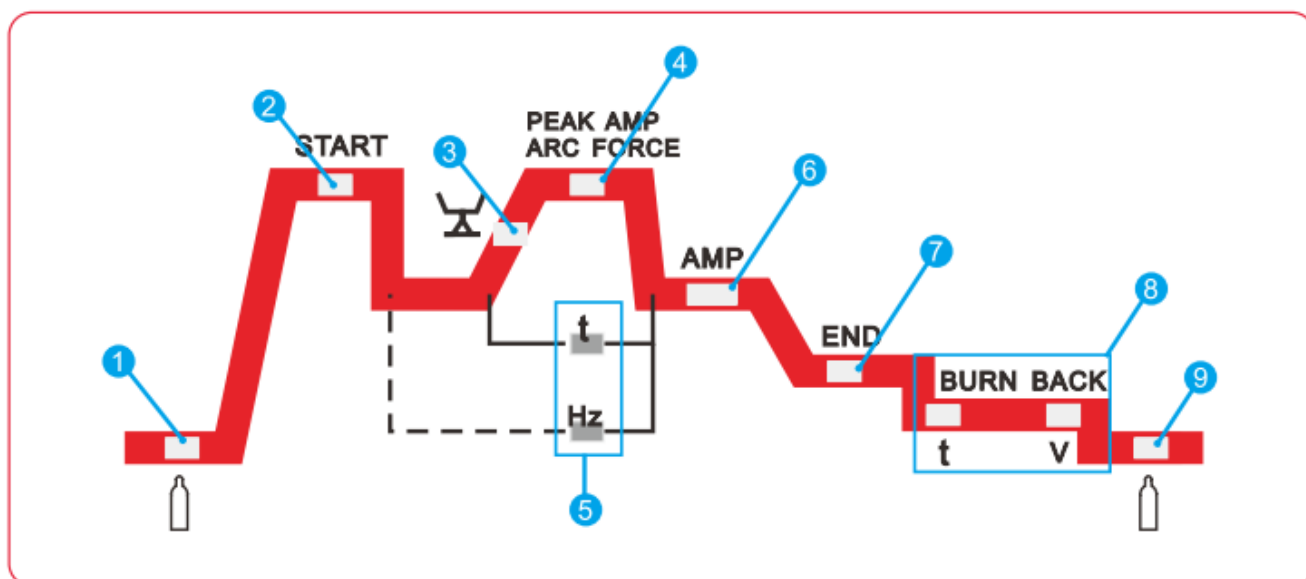 2
START
3
PEAK AMP
ARC FORCE
4
6
AMP
7
END
8
BURN BACK
t
V
9
1
t
Hz
5